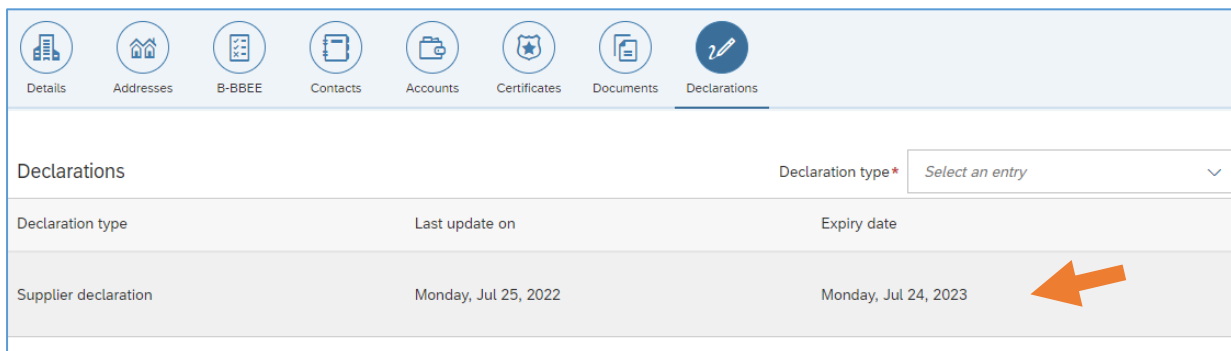 Details Addresses B-BBEE Contacts Accounts Certificates Documents Declarations
Declarations Declaration type* Select an entry
Declaration type Last update on Expiry date
Supplier declaration Monday, Jul 25, 2022 Monday, Jul 24, 2023